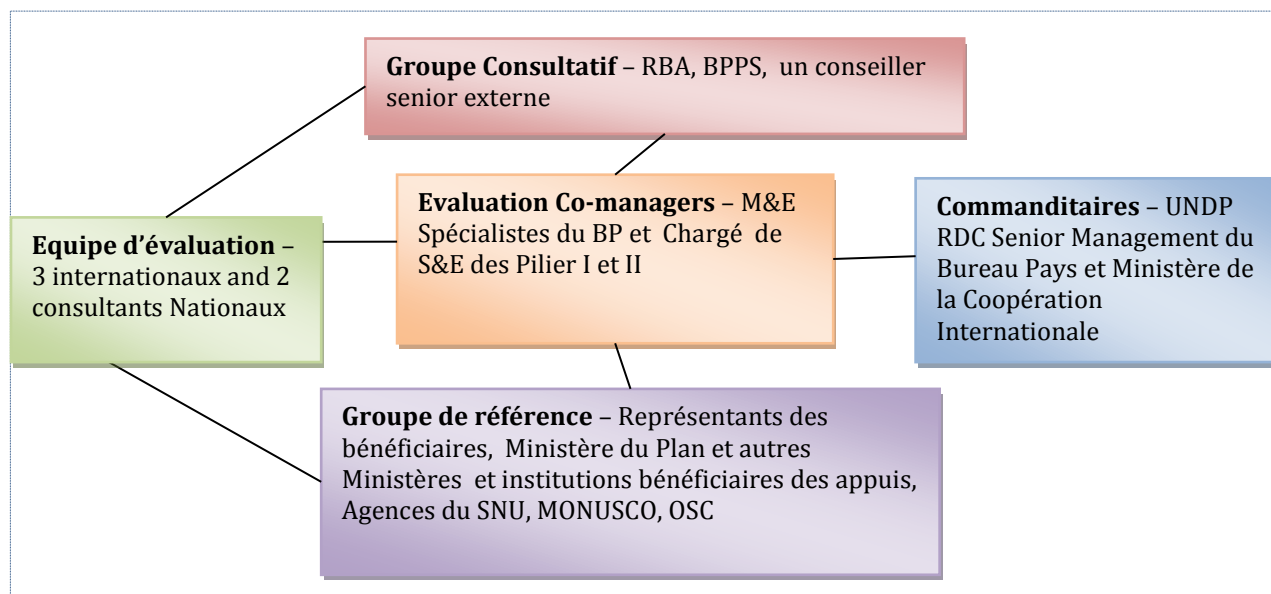 Groupe Consultatif – RBA, BPPS, un conseiller
senior externe
Evaluation Co-managers – M&E
Spécialistes du BP et Chargé de
S&E des Pilier I et II
Commanditaires – UNDP
RDC Senior Management du
Bureau Pays et Ministère de
la Coopération
Internationale
Equipe d’évaluation –
3 internationaux and 2
consultants Nationaux
Groupe de référence – Représentants des
bénéficiaires, Ministère du Plan et autres
Ministères et institutions bénéficiaires des appuis,
Agences du SNU, MONUSCO, OSC